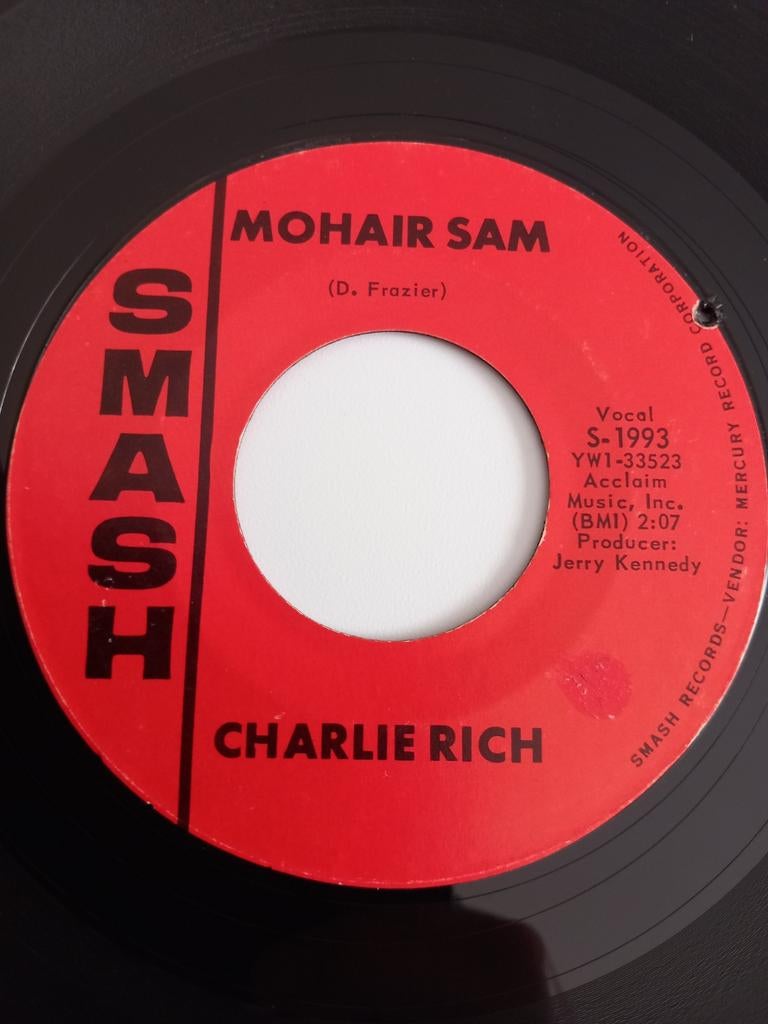 MOHAIR SAM
(D. Frazier)
SMASH
Vocal
S-1993
YW1-33523
Acclaim
Music, Inc.
(BMI) 2:07
Producer:
Jerry Kennedy
CHARLIE RICH
SMASH RECORDS—VENDOR: MERCURY RECORD CORPORATION